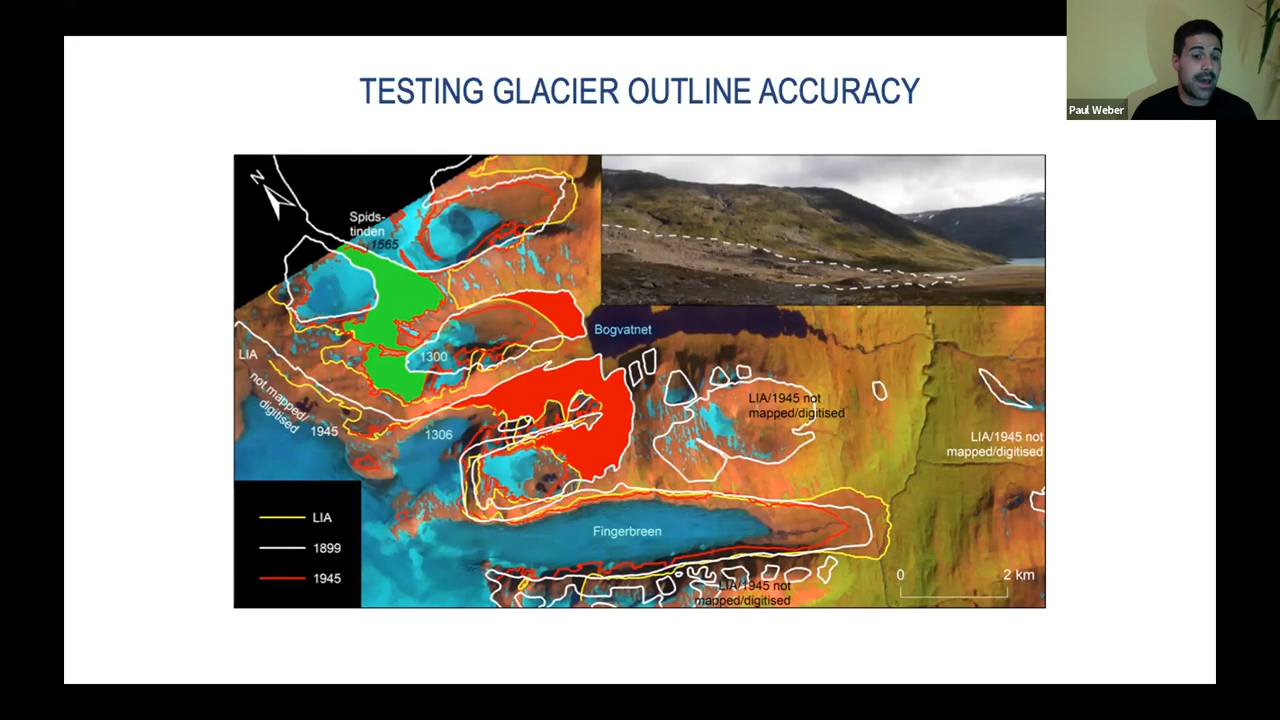 TESTING GLACIER OUTLINE ACCURACY
Paul Weber
N
Spids-
tinden
1565
Bogvatnet
LIA
1300
not mapped/
digitised
1945
1306
LIA/1945 not
mapped/digitised
LIA/1945 not
mapped/digitised
Fingerbreen
LIA
1899
1945
LIA/1945 not
mapped/digitised
0
2 km